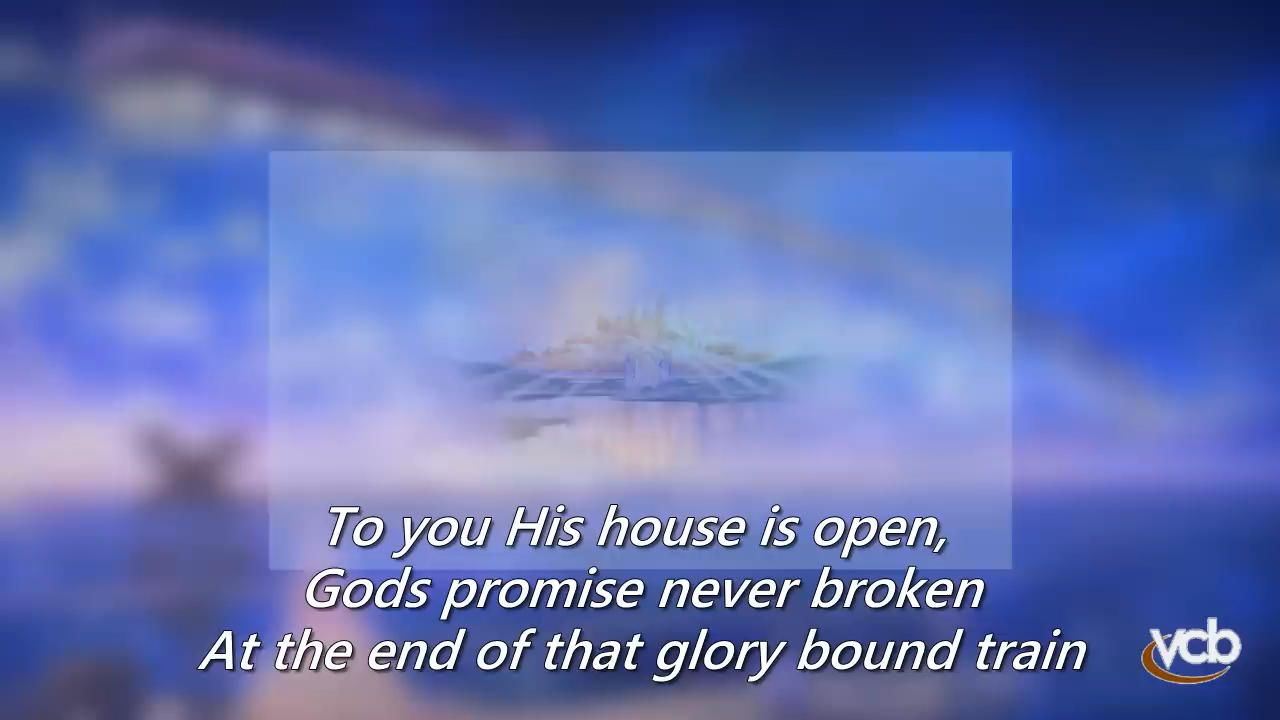 To you His house is open,
Gods promise never broken
At the end of that glory bound train
vcb